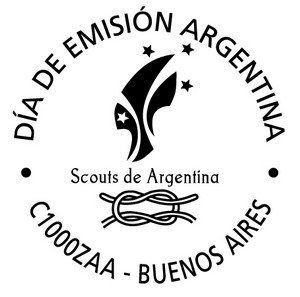 DÍA DE EMISIÓN ARGENTINA
Scouts de Argentina
C1000ZAA - BUENOS AIRES